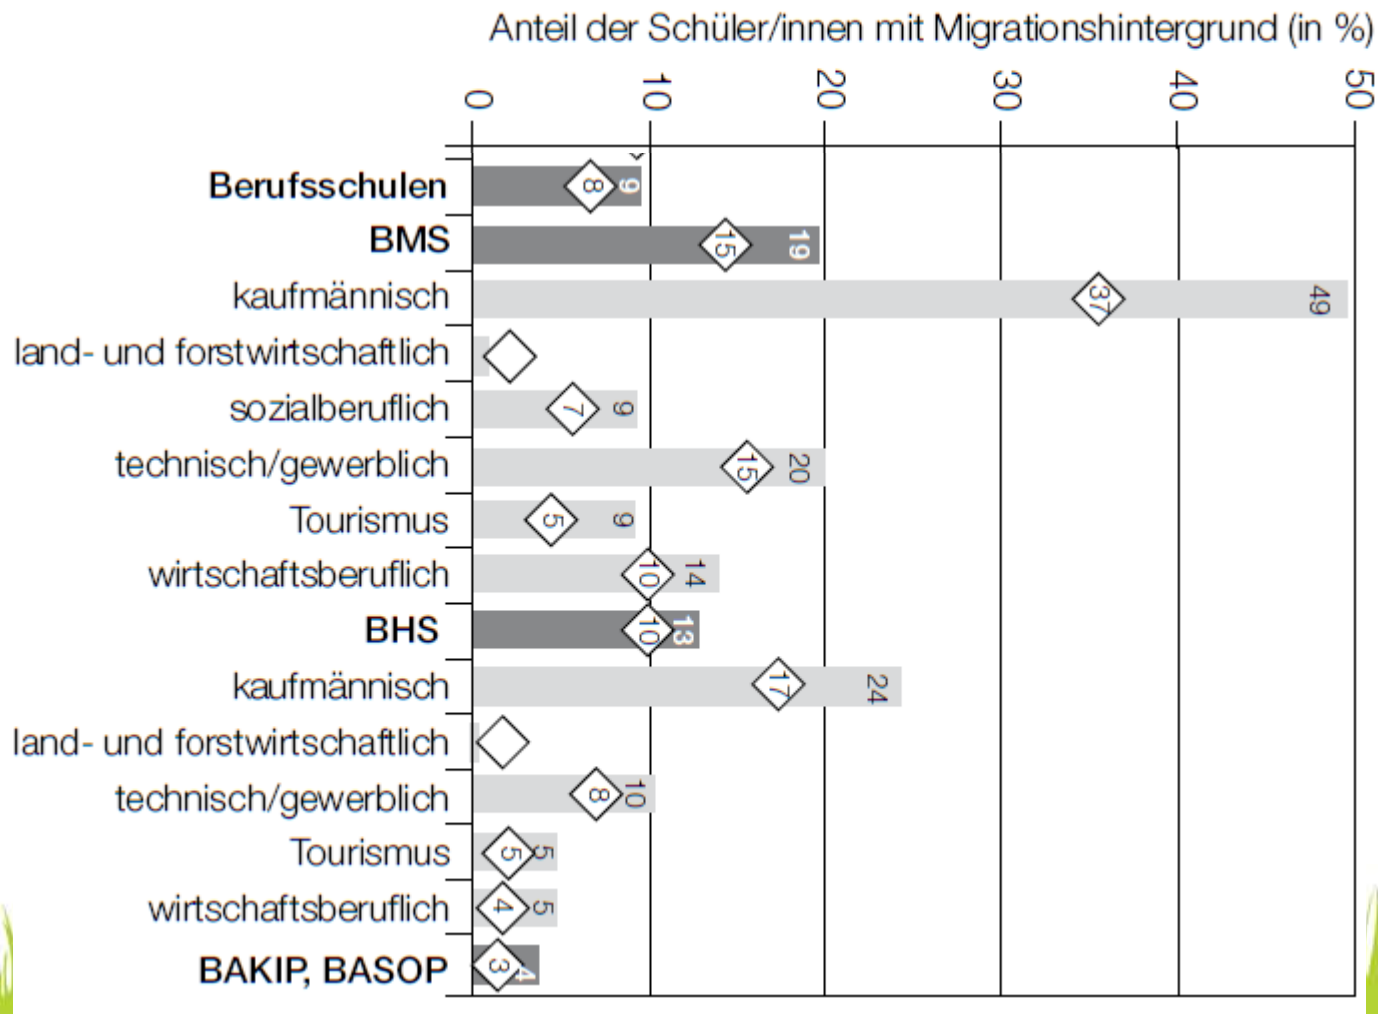 Anteil der Schüler/innen mit Migrationshintergrund (in %)
0 10 20 30 40 50
Berufsschulen 8 9
BMS 15 19
kaufmännisch 37 49
land- und forstwirtschaftlich
sozialberuflich 7 9
technisch/gewerblich 15 20
Tourismus 5 9
wirtschaftsberuflich 10 14
BHS 10 13
kaufmännisch 17 24
land- und forstwirtschaftlich
technisch/gewerblich 8 10
Tourismus 5 5
wirtschaftsberuflich 4 5
BAKIP, BASOP 3 4